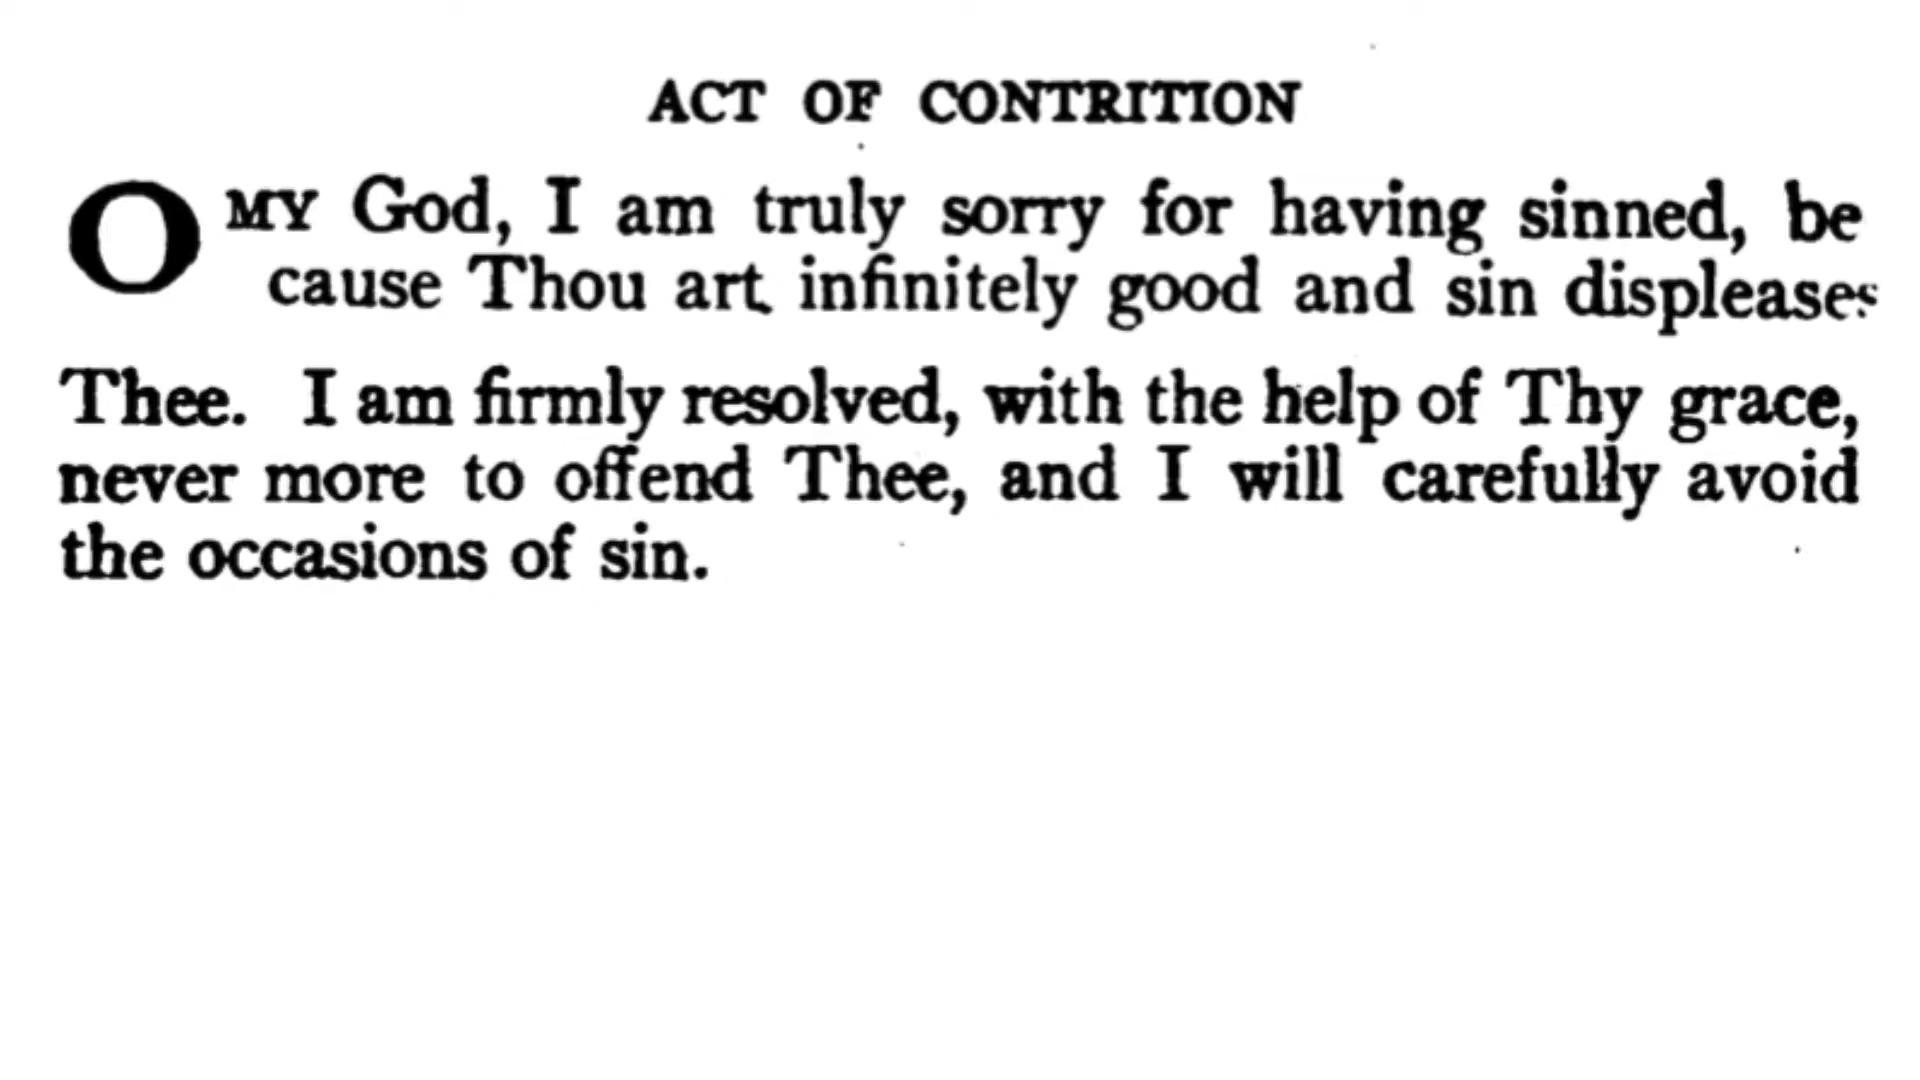 ACT OF CONTRITION
O MY God, I am truly sorry for having sinned, be
cause Thou art infinitely good and sin displeases
Thee. I am firmly resolved, with the help of Thy grace,
never more to offend Thee, and I will carefully avoid
the occasions of sin.